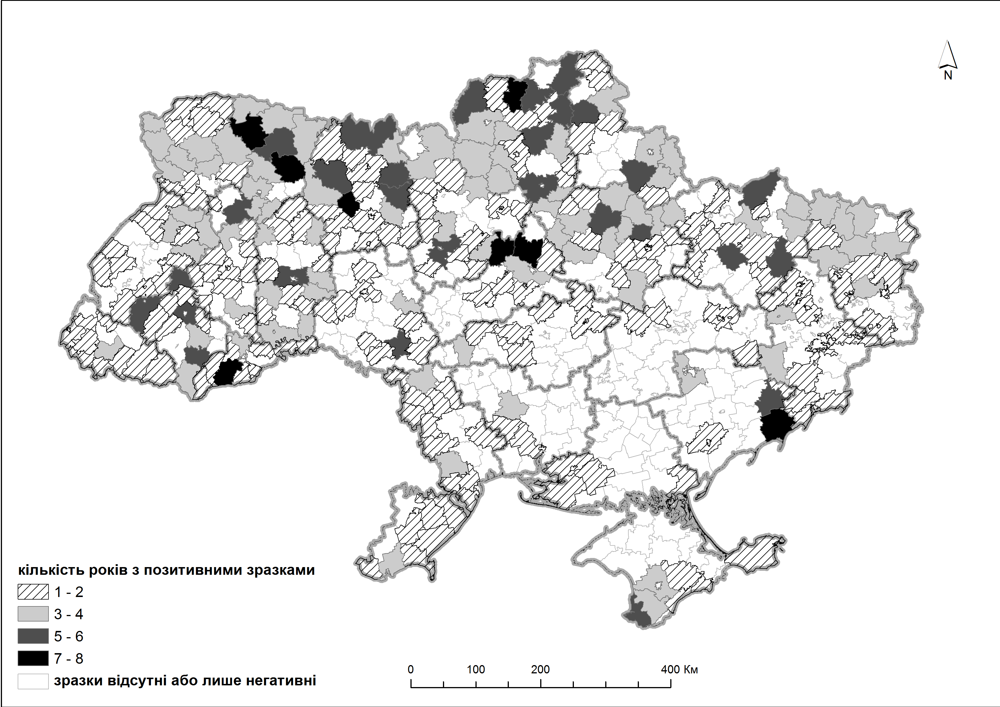 N
кількість років з позитивними зразками
1 - 2
3 - 4
5 - 6
7 - 8
зразки відсутні або лише негативні
0 100 200 400 Км